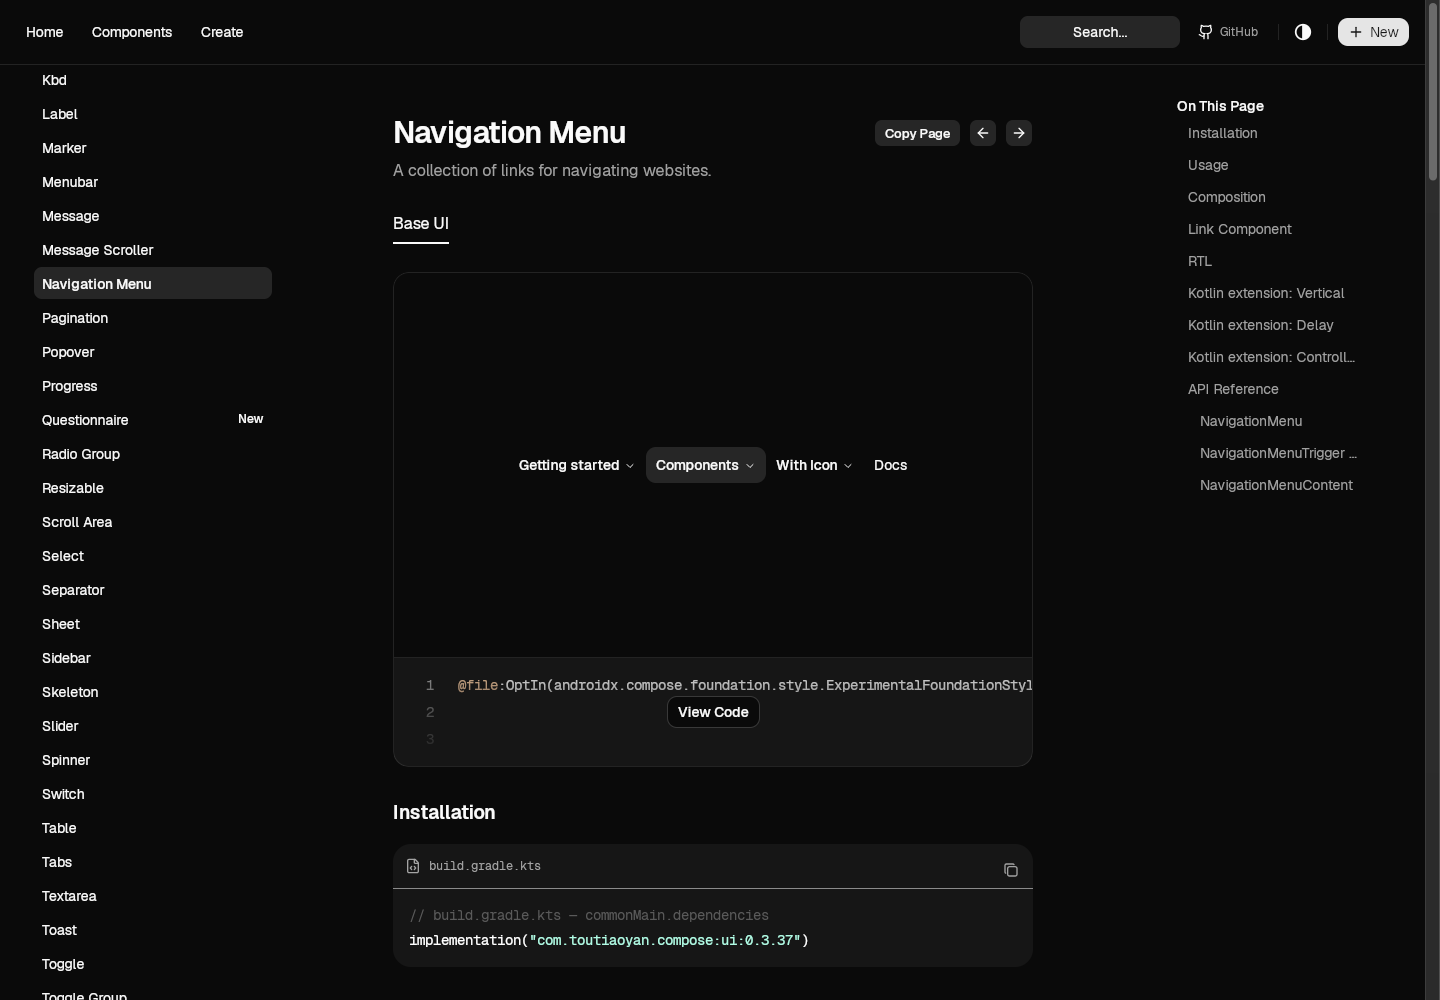 Home
Components
Create
Search...
GitHub
New
Kbd
Label
Marker
Menubar
Message
Message Scroller
Navigation Menu
Pagination
Popover
Progress
Questionnaire New
Radio Group
Resizable
Scroll Area
Select
Separator
Sheet
Sidebar
Skeleton
Slider
Spinner
Switch
Table
Tabs
Textarea
Toast
Toggle
Toggle Group
Navigation Menu
Copy Page
A collection of links for navigating websites.
Base UI
Getting started
Components
With Icon
Docs
1 @file:OptIn(androidx.compose.foundation.style.ExperimentalFoundationStyl
2
View Code
3
Installation
build.gradle.kts
// build.gradle.kts — commonMain.dependencies
implementation("com.toutiaoyan.compose:ui:0.3.37")
On This Page
Installation
Usage
Composition
Link Component
RTL
Kotlin extension: Vertical
Kotlin extension: Delay
Kotlin extension: Controll...
API Reference
NavigationMenu
NavigationMenuTrigger ...
NavigationMenuContent